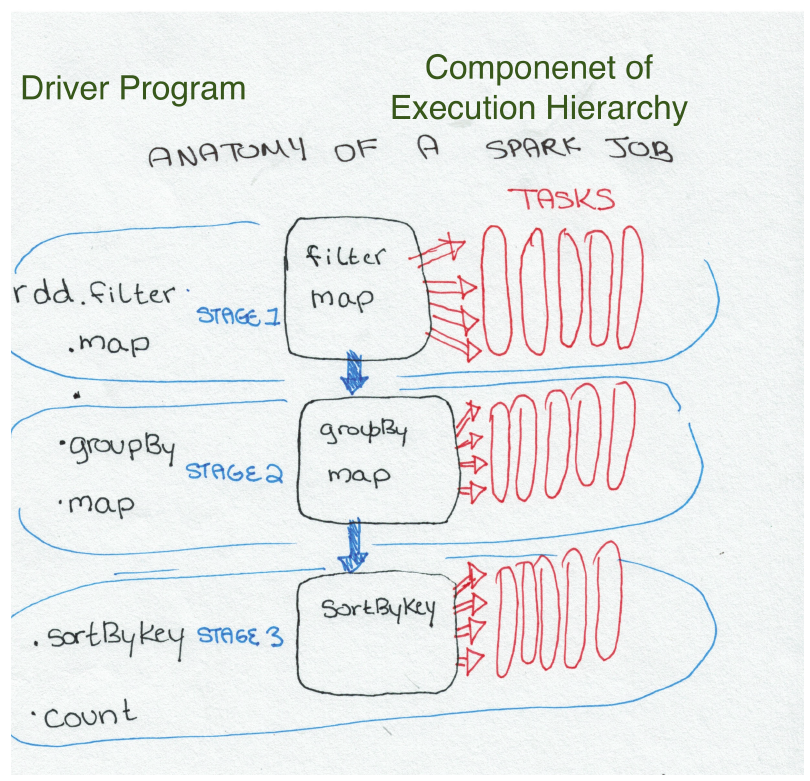 Driver Program
Componenet of
Execution Hierarchy
ANATOMY OF A SPARK JOB
TASKS
rdd.filter
.map
STAGE 1
filter
map
.groupBy
.map
STAGE 2
groupBy
map
.sortByKey
.count
STAGE 3
sortByKey